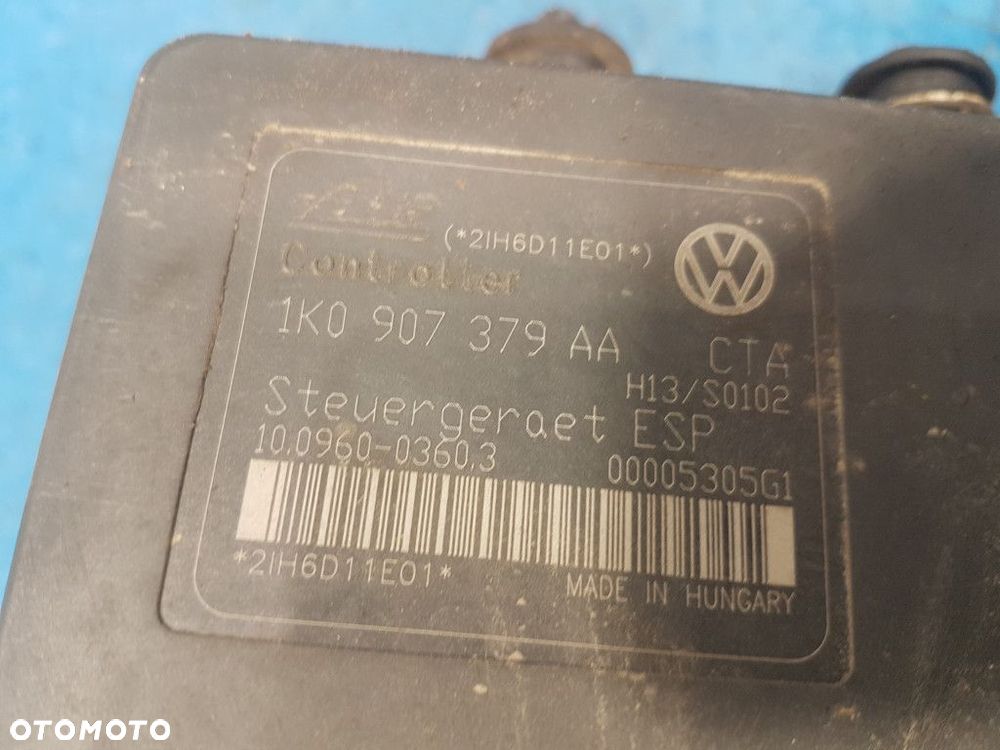 (*2IH6D11E01*)
Controller
1K0 907 379 AA CTA
H13/S0102
Steuergeraet ESP
10.0960-0360.3 00005305G1
*2IH6D11E01*
MADE IN HUNGARY
OTOMOTO